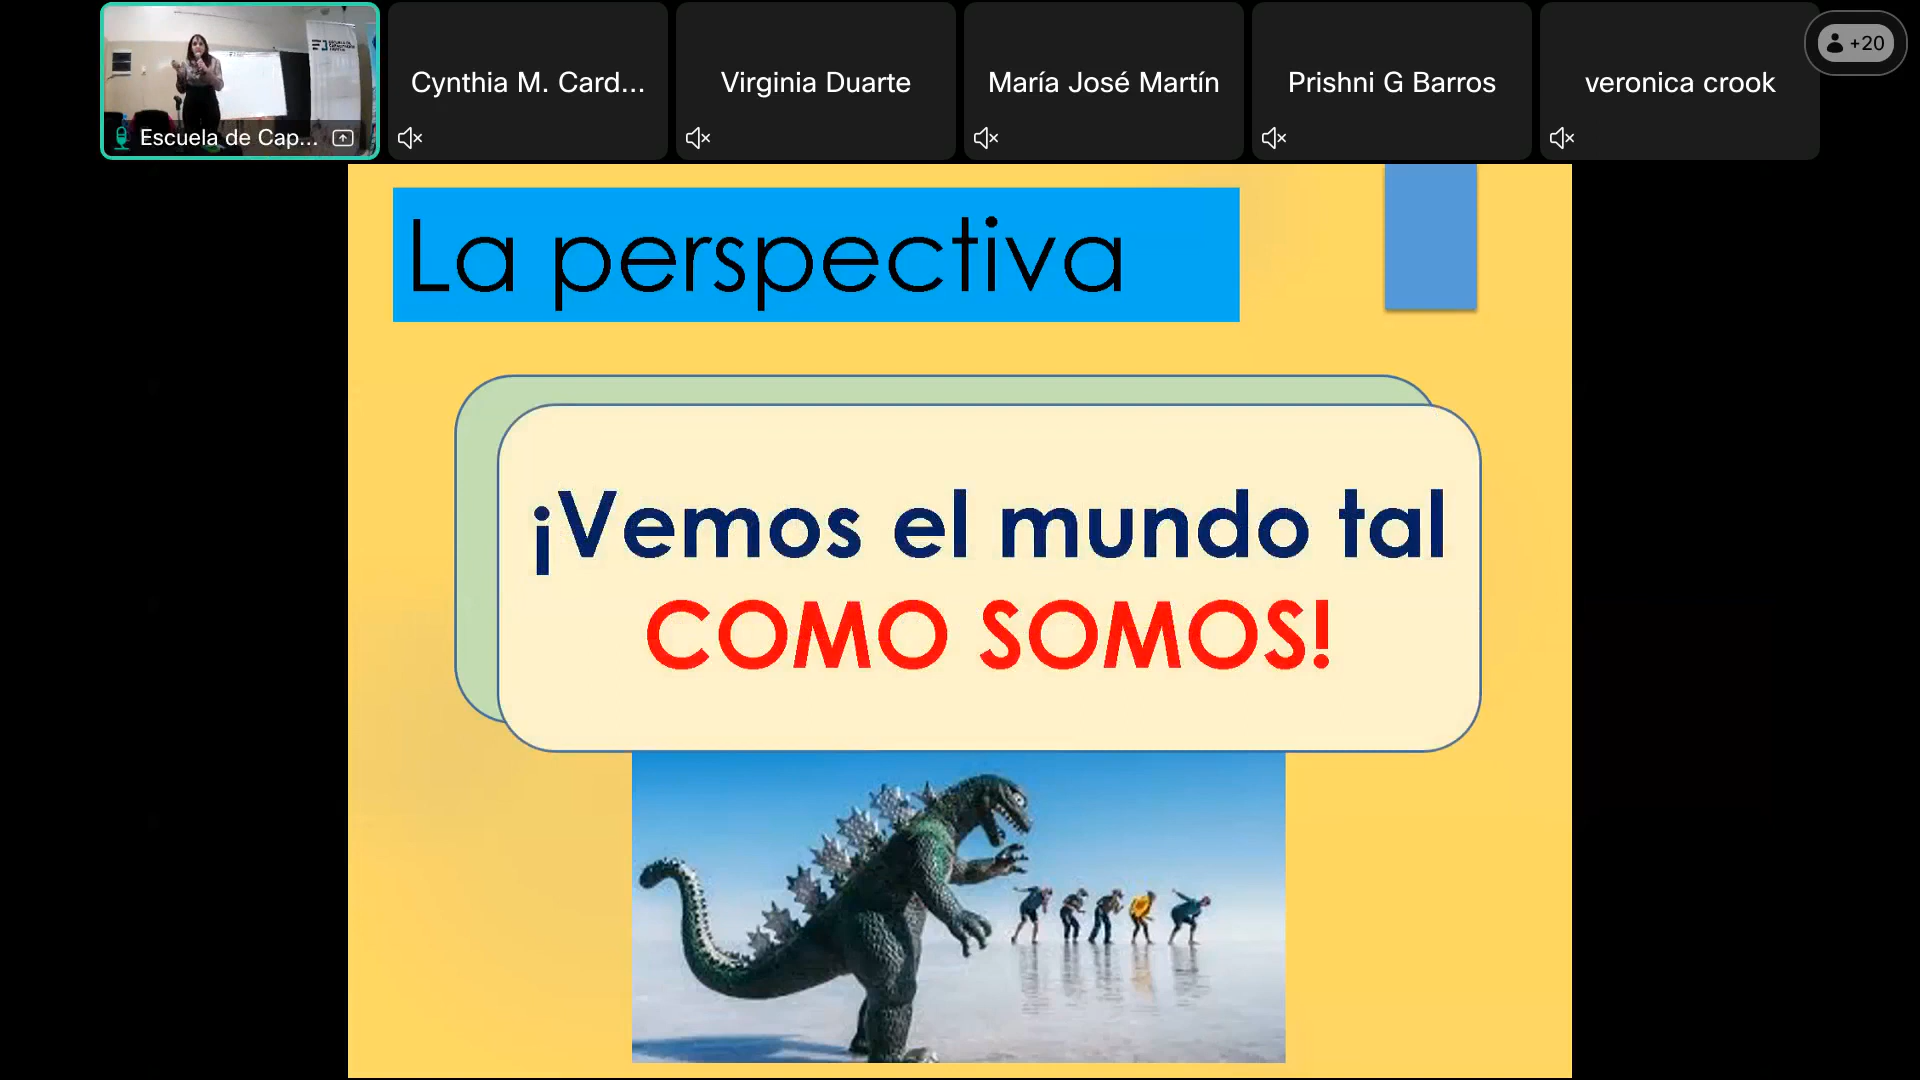 Escuela de Cap...
Cynthia M. Card...
Virginia Duarte
María José Martín
Prishni G Barros
veronica crook
+20
La perspectiva
¡Vemos el mundo tal
COMO SOMOS!